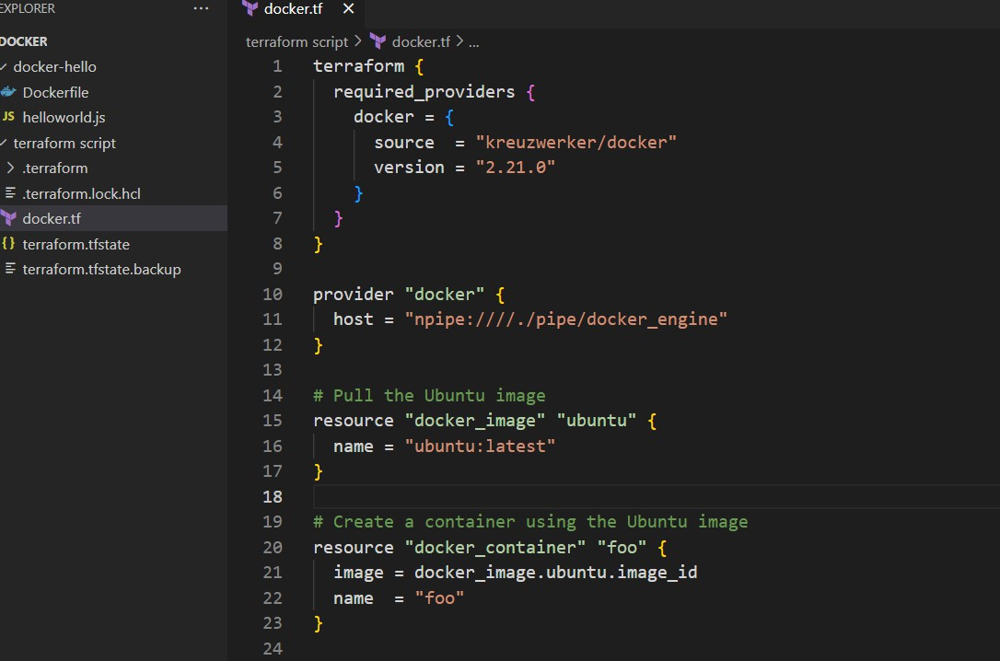 EXPLORER
...
DOCKER
docker-hello
Dockerfile
JS helloworld.js
terraform script
.terraform
.terraform.lock.hcl
docker.tf
{} terraform.tfstate
terraform.tfstate.backup
docker.tf
terraform script > docker.tf > ...
1 terraform {
2   required_providers {
3     docker = {
4       source  = "kreuzwerker/docker"
5       version = "2.21.0"
6     }
7   }
8 }
9
10 provider "docker" {
11   host = "npipe:////./pipe/docker_engine"
12 }
13
14 # Pull the Ubuntu image
15 resource "docker_image" "ubuntu" {
16   name = "ubuntu:latest"
17 }
18
19 # Create a container using the Ubuntu image
20 resource "docker_container" "foo" {
21   image = docker_image.ubuntu.image_id
22   name  = "foo"
23 }
24